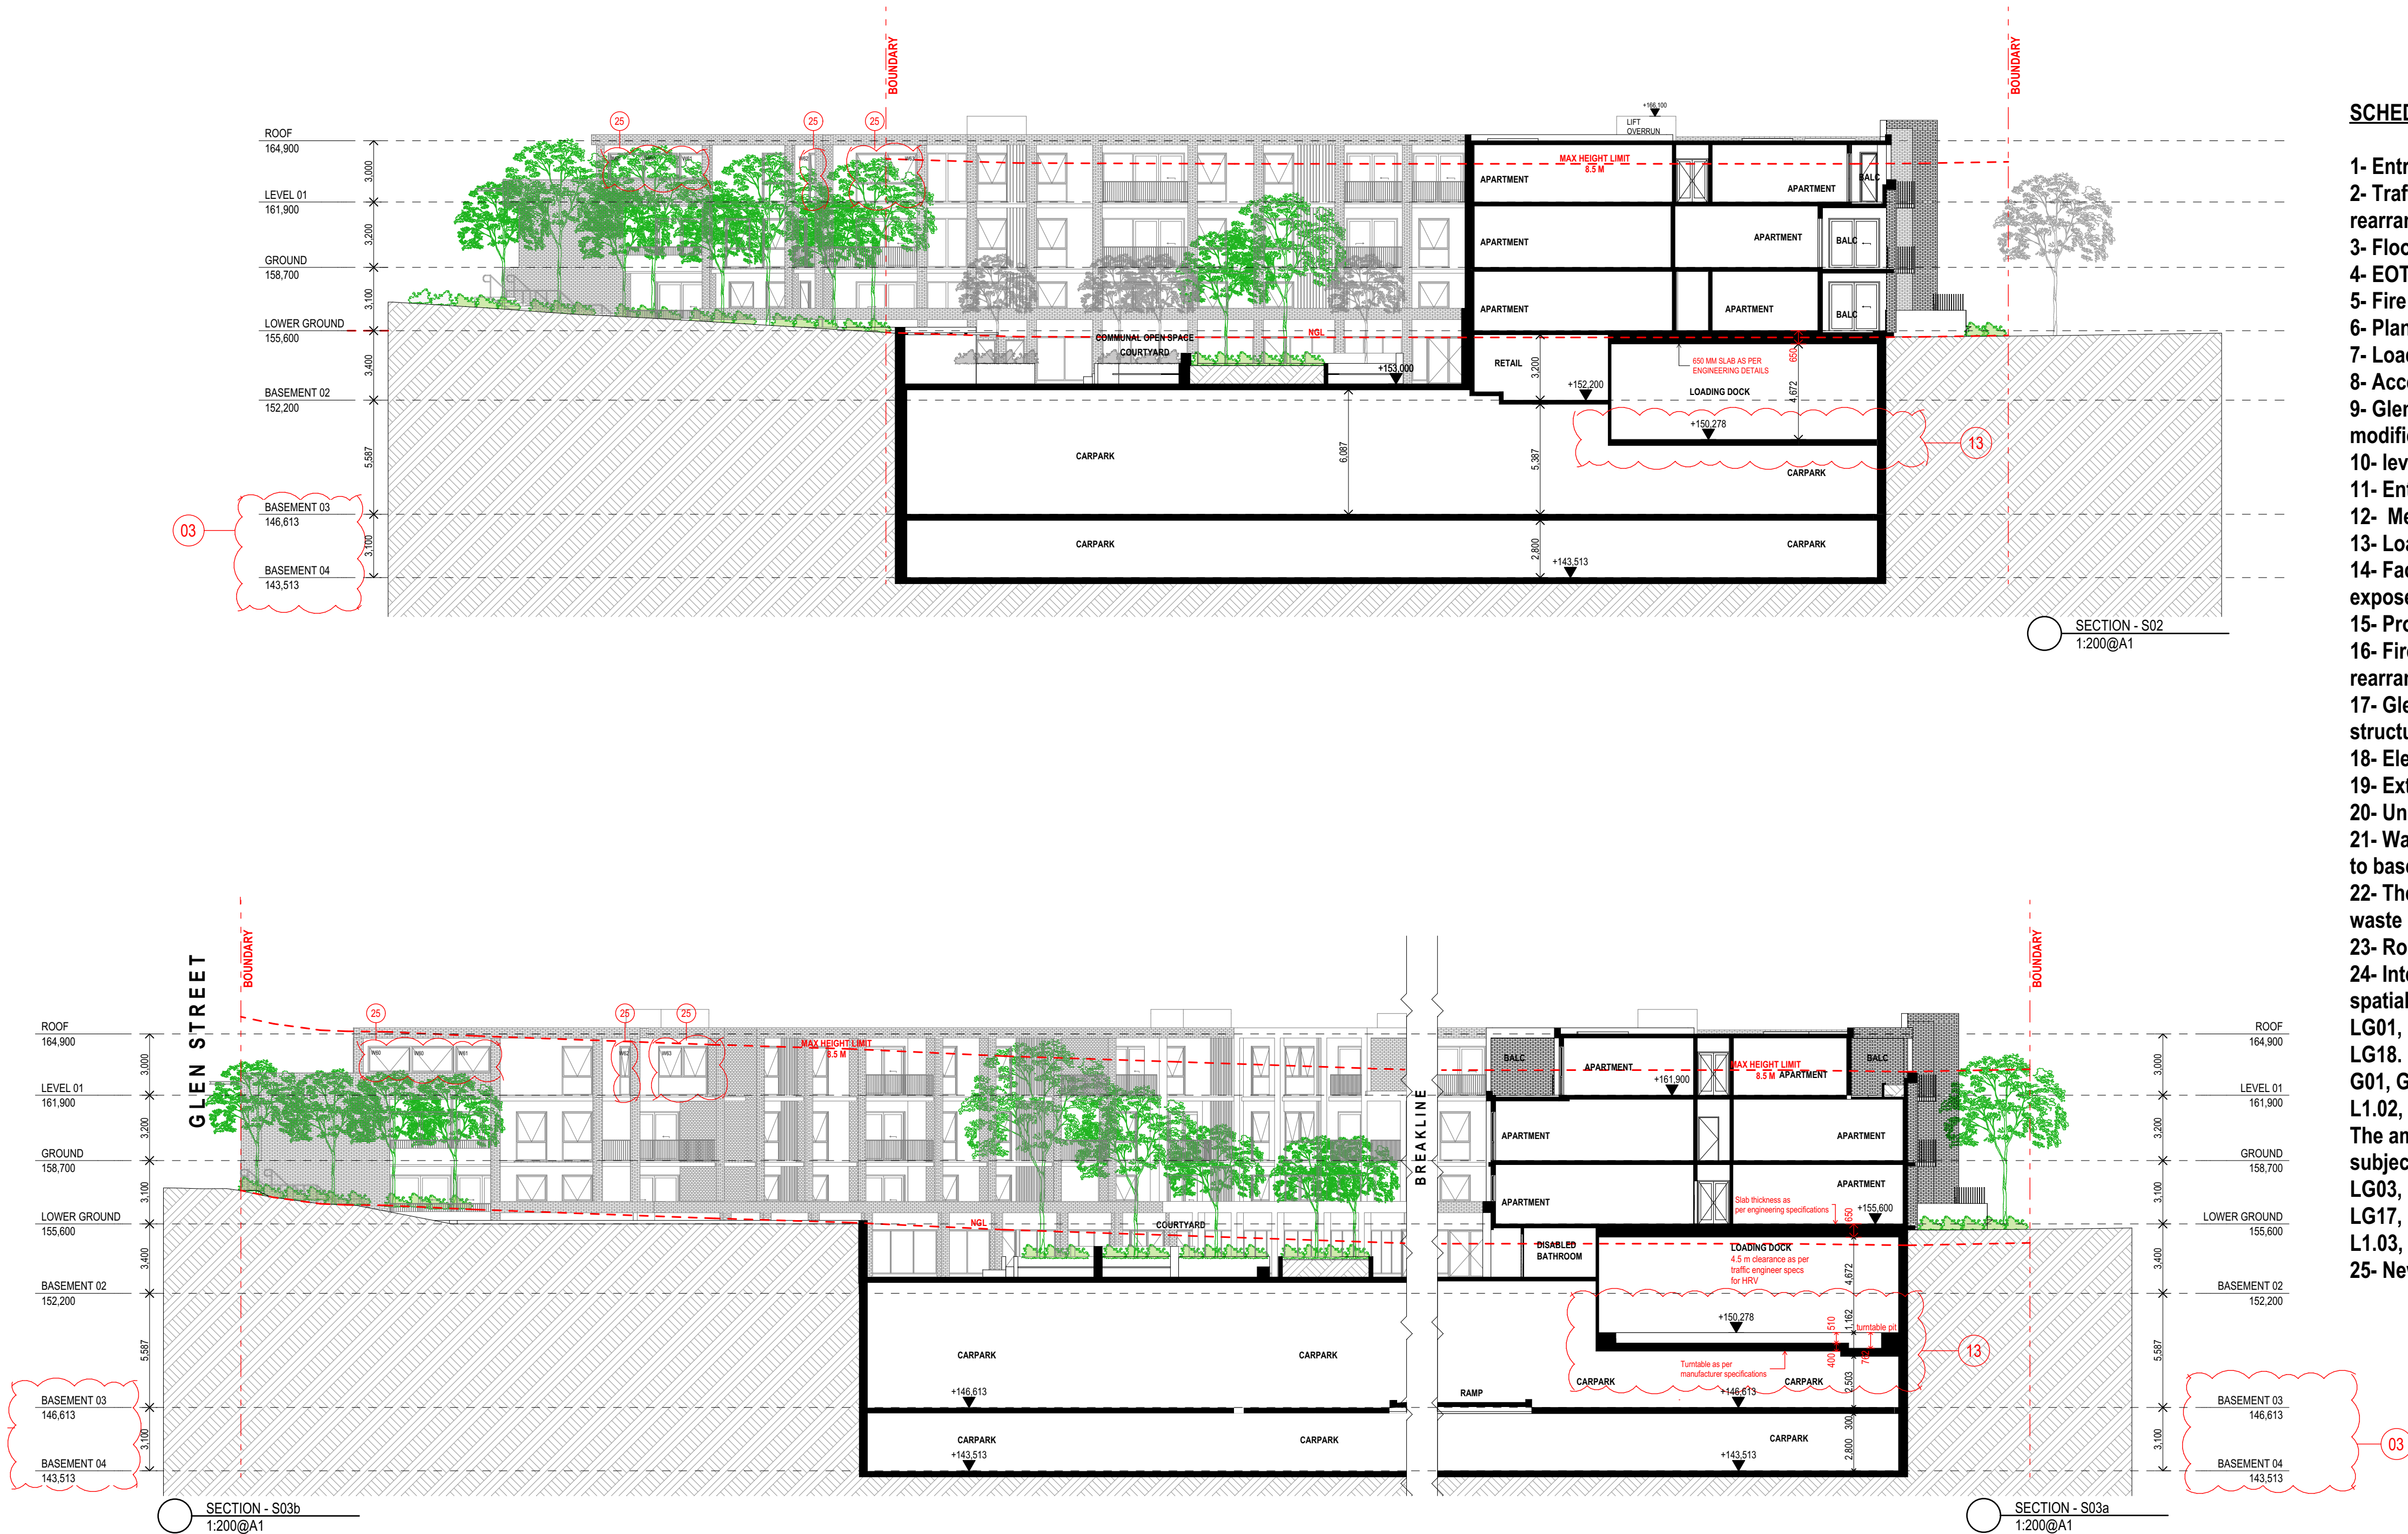 BOUNDARY
BOUNDARY
+166,100
LIFT
OVERRUN
25
25
25
ROOF
164,900
3,000
LEVEL 01
161,900
3,200
GROUND
158,700
3,100
LOWER GROUND
155,600
3,400
BASEMENT 02
152,200
5,587
BASEMENT 03
146,613
3,100
BASEMENT 04
143,513
03
W61
W62
W63
MAX HEIGHT LIMIT
8.5 M
APARTMENT
APARTMENT
BALC
APARTMENT
APARTMENT
BALC
APARTMENT
APARTMENT
BALC
NGL
COMMUNAL OPEN SPACE
COURTYARD
+153,000
RETAIL
3,200
650 MM SLAB AS PER
ENGINEERING DETAILS
650
LOADING DOCK
4,672
+152,200
+150,278
13
CARPARK
6,087
5,387
CARPARK
CARPARK
2,800
CARPARK
+143,513
SECTION - S02
1:200@A1
SCHED
1- Entr
2- Traf
rearran
3- Floo
4- EOT
5- Fire
6- Plan
7- Load
8- Acce
9- Glen
modific
10- lev
11- Ent
12- Me
13- Loa
14- Fac
expose
15- Pro
16- Fire
rearran
17- Gle
structu
18- Ele
19- Ext
20- Un
21- Wa
to base
22- The
waste
23- Ro
24- Inte
spatial
LG01,
LG18.
G01, G
L1.02,
The an
subjec
LG03,
LG17,
L1.03,
25- Nev
GLEN STREET
BOUNDARY
BOUNDARY
25
25
25
ROOF
164,900
3,000
LEVEL 01
161,900
3,200
GROUND
158,700
3,100
LOWER GROUND
155,600
3,400
BASEMENT 02
152,200
5,587
BASEMENT 03
146,613
3,100
BASEMENT 04
143,513
W60
W60
W61
W62
W63
MAX HEIGHT LIMIT
8.5 M
NGL
COURTYARD
BREAKLINE
BALC
APARTMENT
+161,900
MAX HEIGHT LIMIT
8.5 M
APARTMENT
BALC
APARTMENT
APARTMENT
APARTMENT
APARTMENT
Slab thickness as
per engineering specifications
650
+155,600
DISABLED
BATHROOM
LOADING DOCK
4.5 m clearance as per
traffic engineer specs
for HRV
4,672
+150,278
510
1,162
turntable pit
400
762
Turntable as per
manufacturer specifications
13
CARPARK
CARPARK
CARPARK
CARPARK
2,503
+146,613
RAMP
+146,613
300
CARPARK
CARPARK
CARPARK
2,800
+143,513
+143,513
ROOF
164,900
3,000
LEVEL 01
161,900
3,200
GROUND
158,700
3,100
LOWER GROUND
155,600
3,400
BASEMENT 02
152,200
5,587
BASEMENT 03
146,613
3,100
BASEMENT 04
143,513
03
SECTION - S03b
1:200@A1
SECTION - S03a
1:200@A1